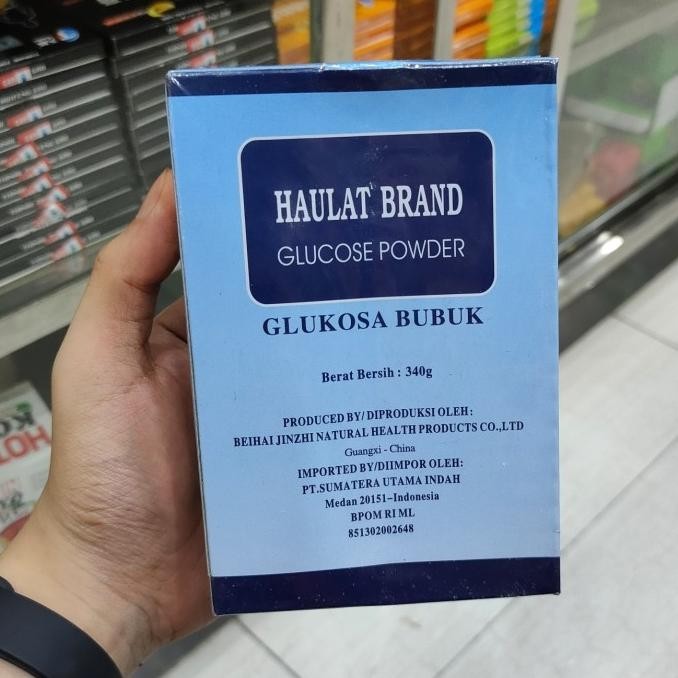 HAULAT BRAND
GLUCOSE POWDER
GLUKOSA BUBUK
Berat Bersih : 340g
PRODUCED BY/ DIPRODUKSI OLEH :
BEIHAI JINZHI NATURAL HEALTH PRODUCTS CO.,LTD
Guangxi - China
IMPORTED BY/DIIMPOR OLEH:
PT.SUMATERA UTAMA INDAH
Medan 20151–Indonesia
BPOM RI ML
851302002648